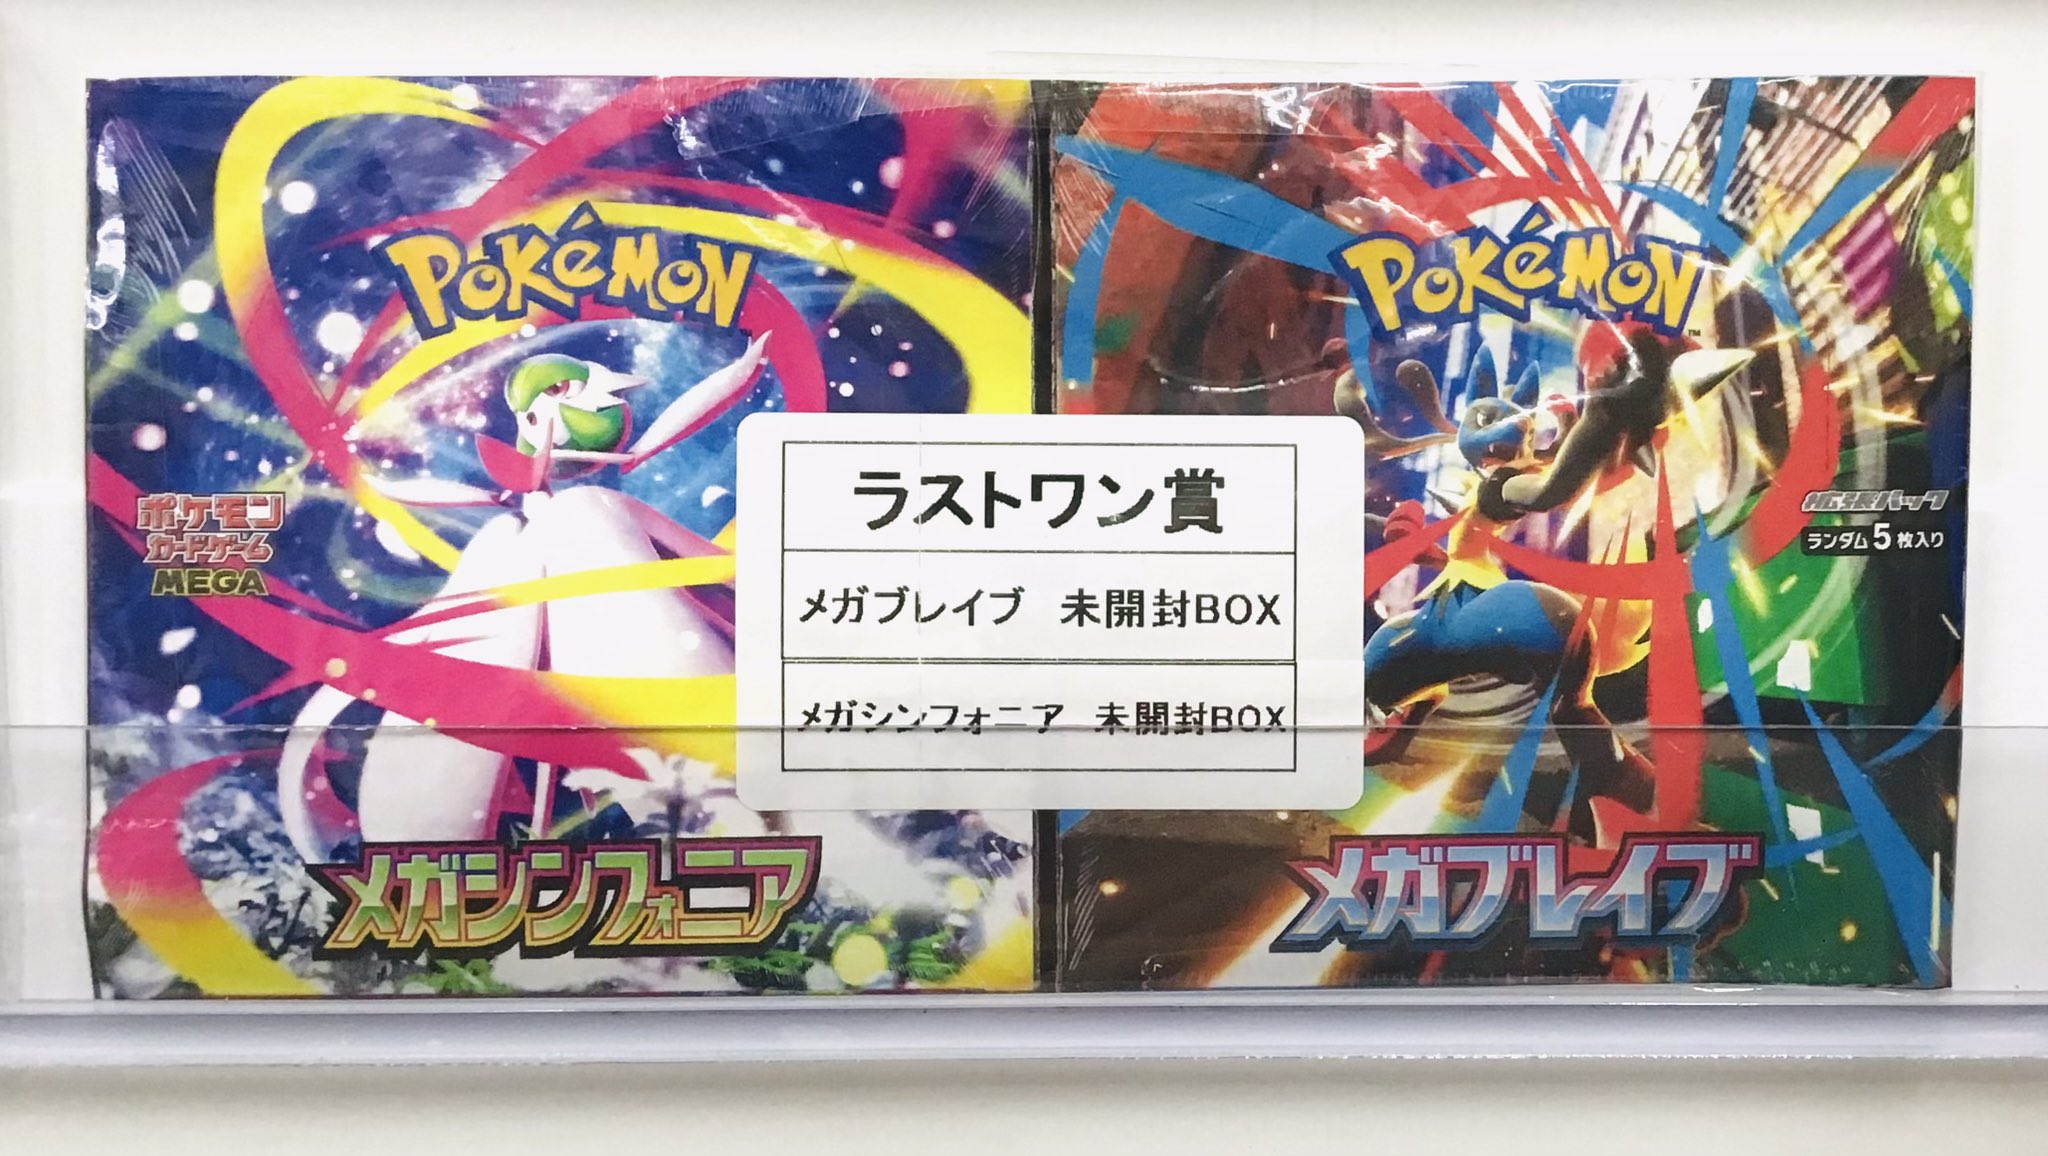 Pokémon
ポケモン
カードゲーム
MEGA
メガシンフォニア
ラストワン賞
メガブレイブ 未開封BOX
メガシンフォニア 未開封BOX
Pokémon
TM
拡張パック
ランダム5枚入り
メガブレイブ